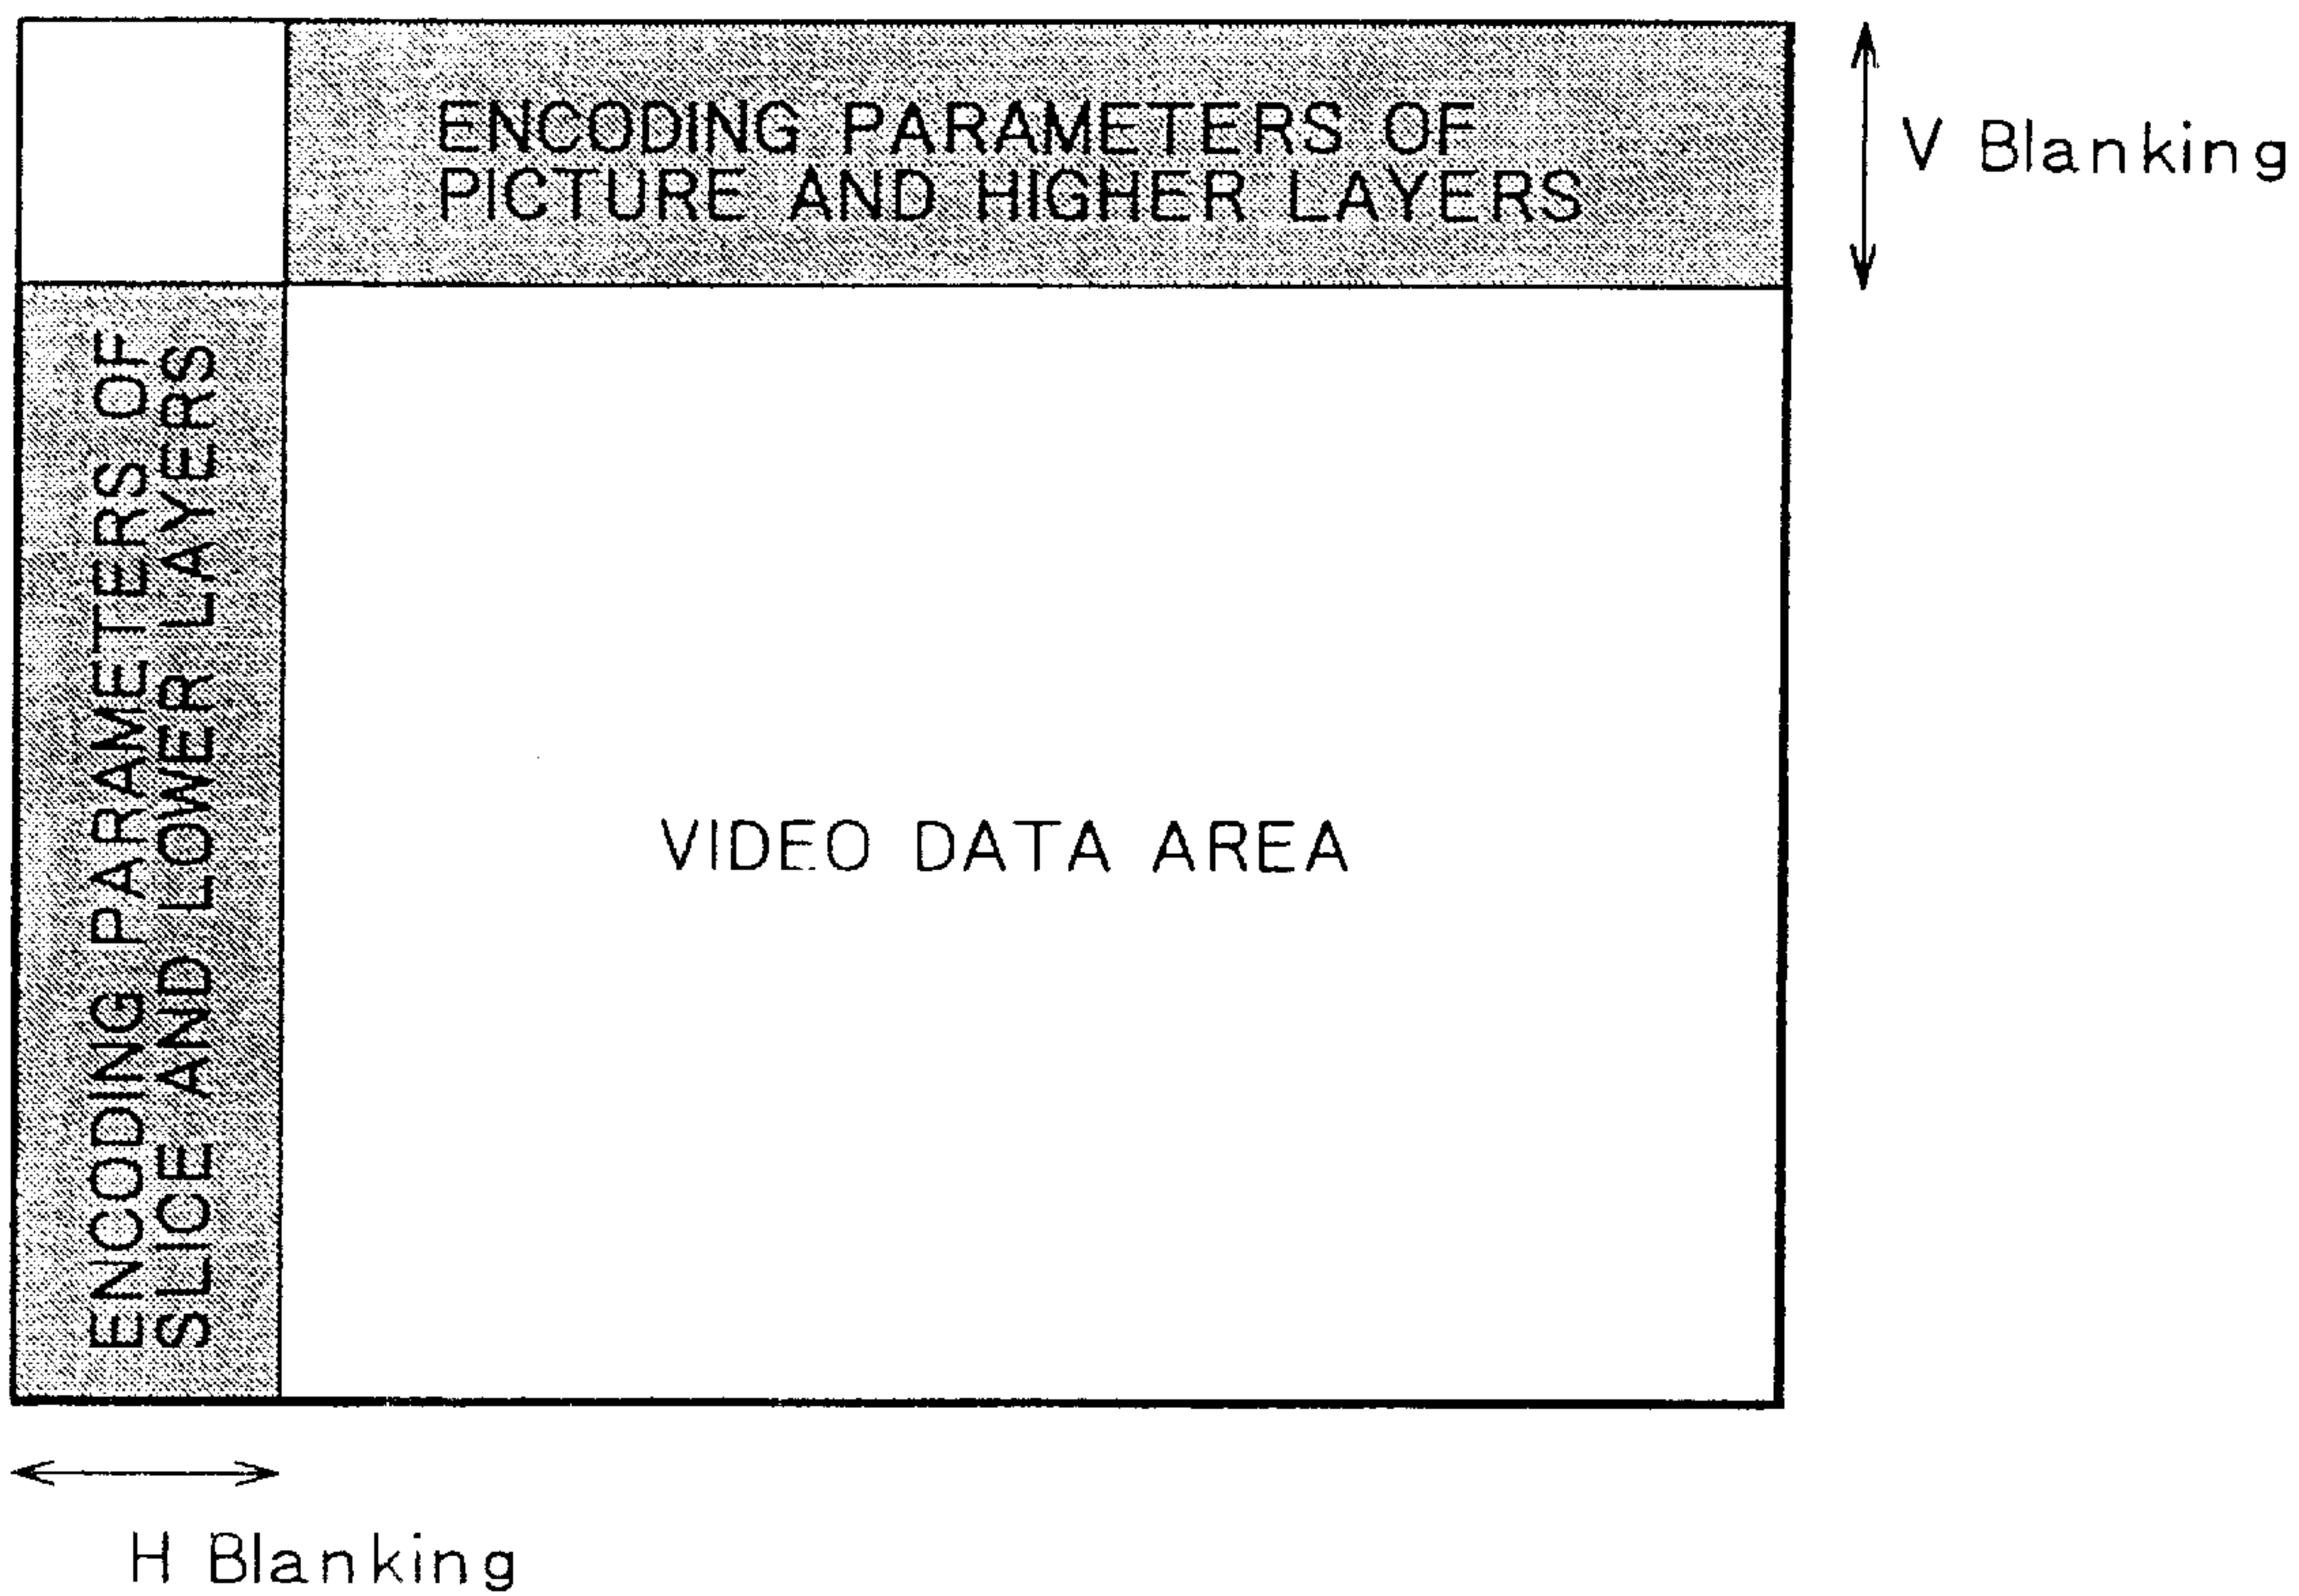 ENCODING PARAMETERS OF
PICTURE AND HIGHER LAYERS
V Blanking
ENCODING PARAMETERS OF
SLICE AND LOWER LAYERS
VIDEO DATA AREA
H Blanking